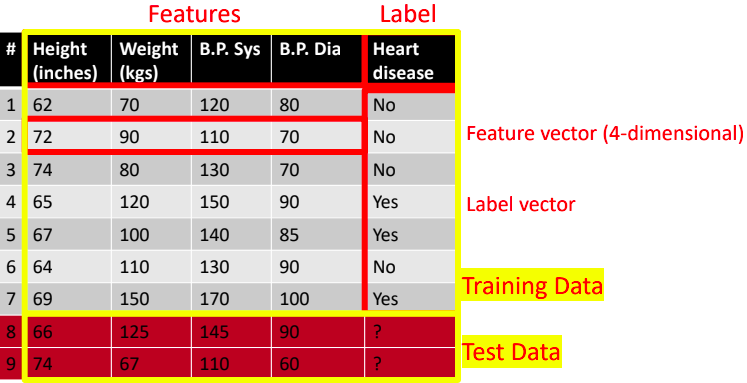 Features Label
# Height (inches) Weight (kgs) B.P. Sys B.P. Dia Heart disease
1 62 70 120 80 No
2 72 90 110 70 No
Feature vector (4-dimensional)
3 74 80 130 70 No
4 65 120 150 90 Yes
Label vector
5 67 100 140 85 Yes
6 64 110 130 90 No
Training Data
7 69 150 170 100 Yes
8 66 125 145 90 ?
Test Data
9 74 67 110 60 ?